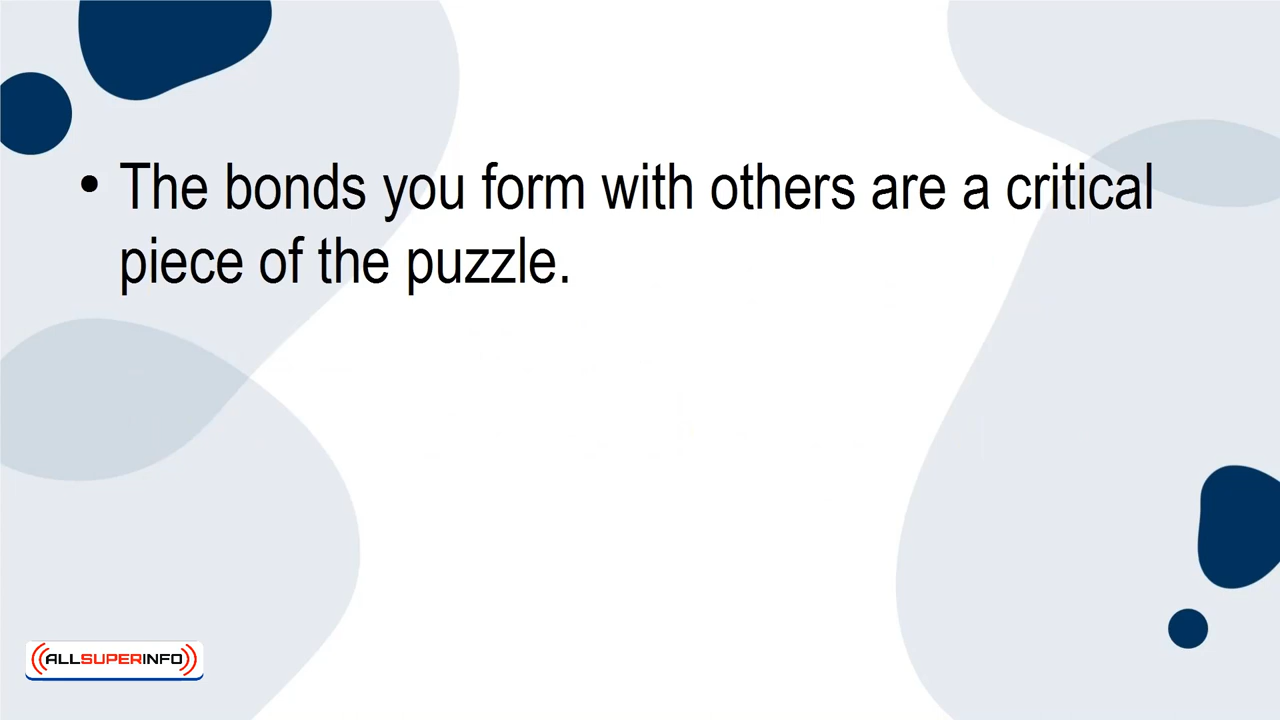 • The bonds you form with others are a critical
piece of the puzzle.
ALLSUPERINFO